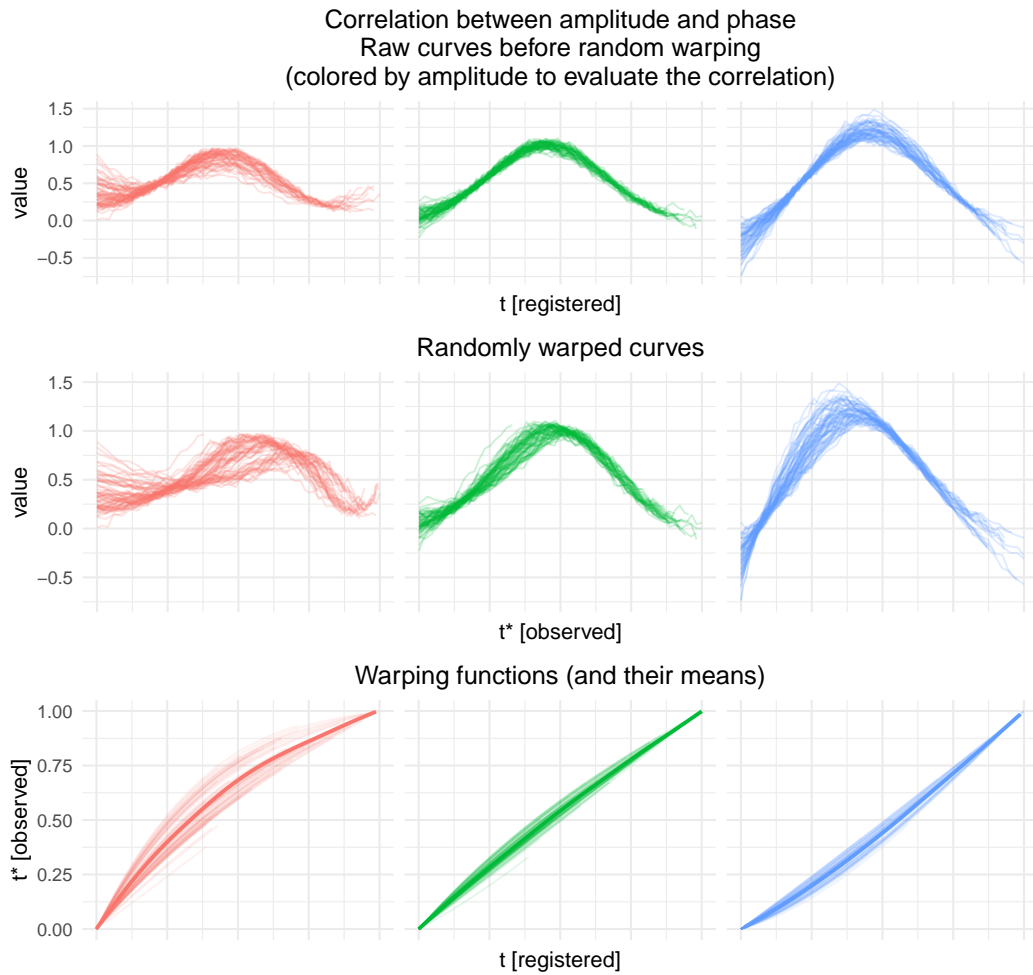 Correlation between amplitude and phase
Raw curves before random warping
(colored by amplitude to evaluate the correlation)
value
1.5
1.0
0.5
0.0
−0.5
t [registered]
Randomly warped curves
value
1.5
1.0
0.5
0.0
−0.5
t* [observed]
Warping functions (and their means)
t* [observed]
1.00
0.75
0.50
0.25
0.00
t [registered]